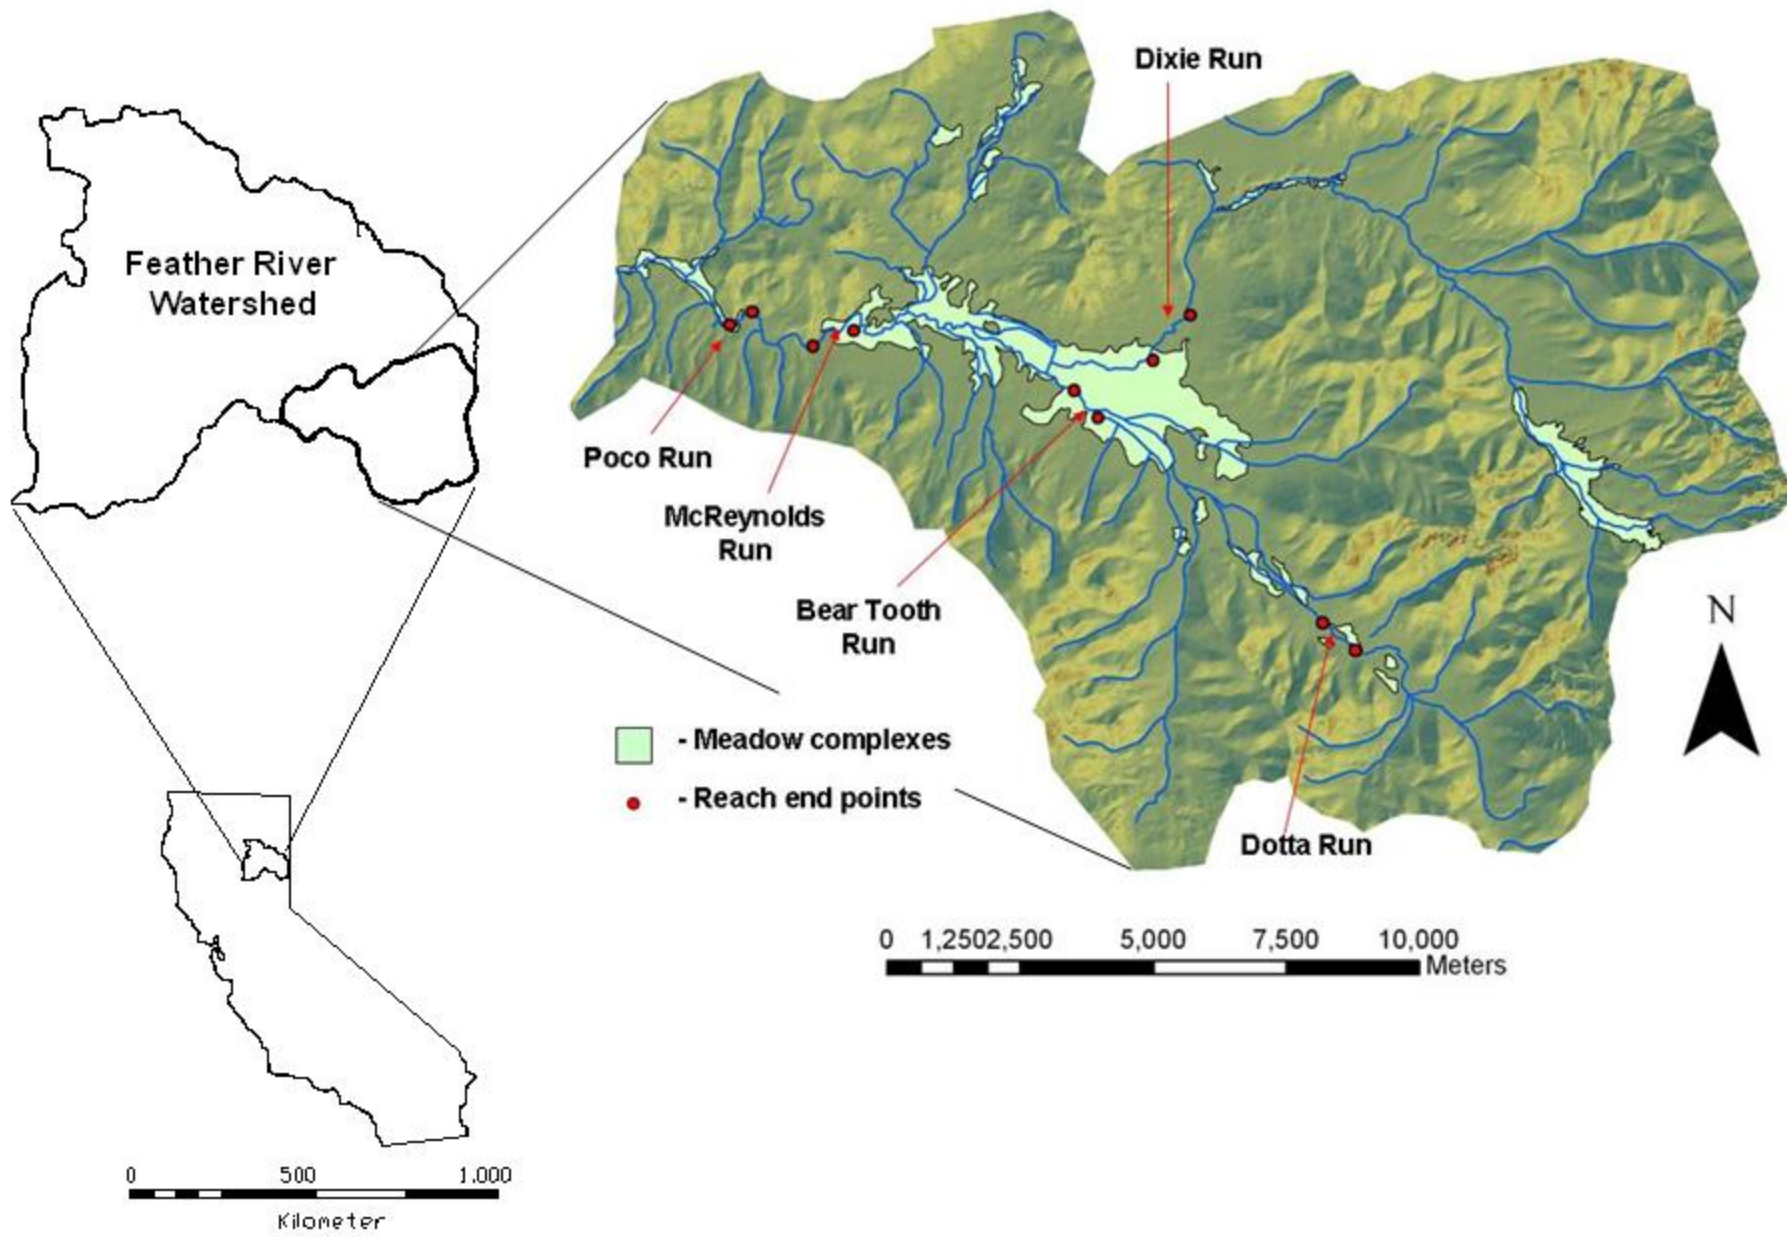 Dixie Run
Feather River
Watershed
Poco Run
McReynolds
Run
Bear Tooth
Run
N
- Meadow complexes
- Reach end points
Dotta Run
0 1,2502,500 5,000 7,500 10,000
Meters
0 500 1.000
Kilometer